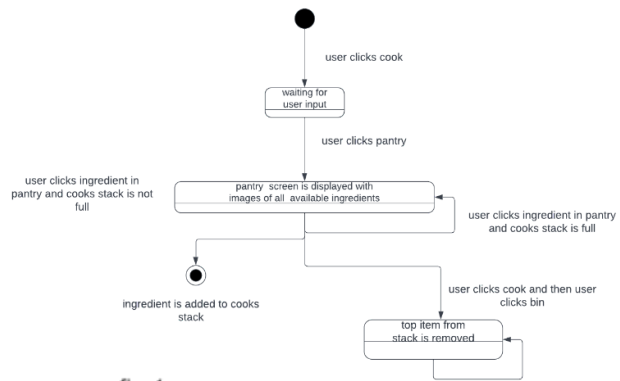 user clicks cook
waiting for
user input
user clicks pantry
user clicks ingredient in
pantry and cooks stack is not
full
pantry screen is displayed with
images of all available ingredients
user clicks ingredient in pantry
and cooks stack is full
ingredient is added to cooks
stack
user clicks cook and then user
clicks bin
top item from
stack is removed